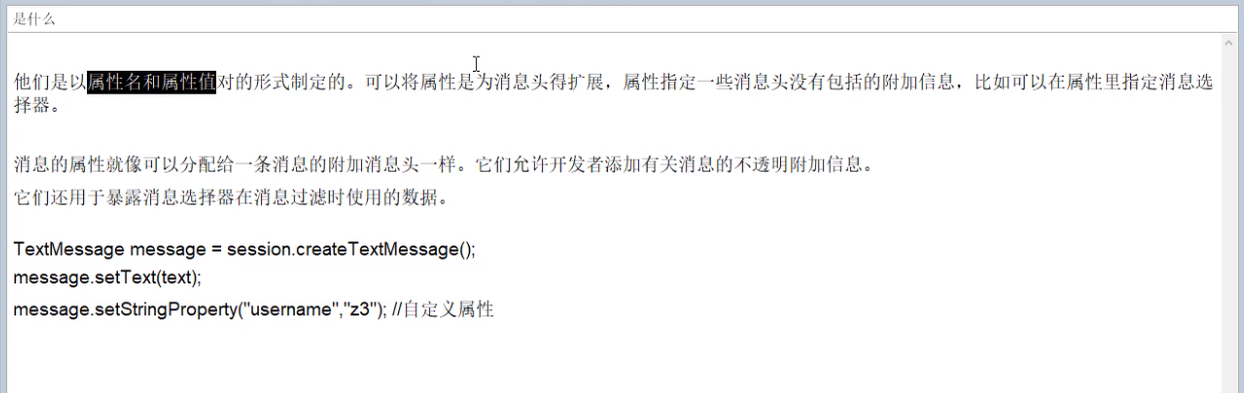 是什么
他们是以属性名和属性值对的形式制定的。可以将属性是为消息头得扩展，属性指定一些消息头没有包括的附加信息，比如可以在属性里指定消息选
择器。
消息的属性就像可以分配给一条消息的附加消息头一样。它们允许开发者添加有关消息的不透明附加信息。
它们还用于暴露消息选择器在消息过滤时使用的数据。
TextMessage message = session.createTextMessage();
message.setText(text);
message.setStringProperty("username","z3"); //自定义属性